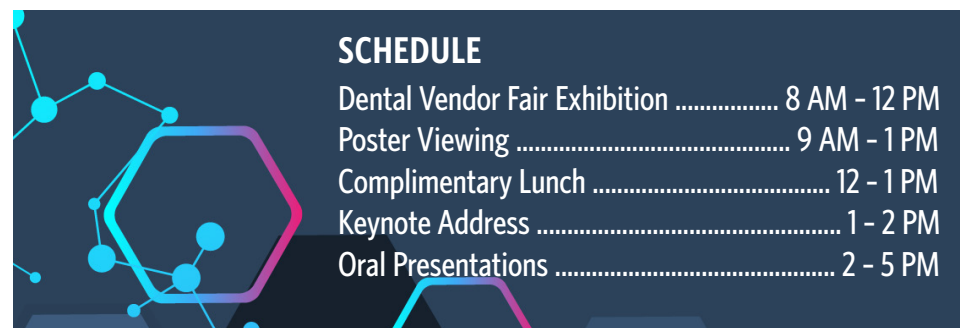 SCHEDULE
Dental Vendor Fair Exhibition ................. 8 AM – 12 PM
Poster Viewing ............................................. 9 AM – 1 PM
Complimentary Lunch ....................................... 12 – 1 PM
Keynote Address .................................................. 1 – 2 PM
Oral Presentations .............................................. 2 – 5 PM